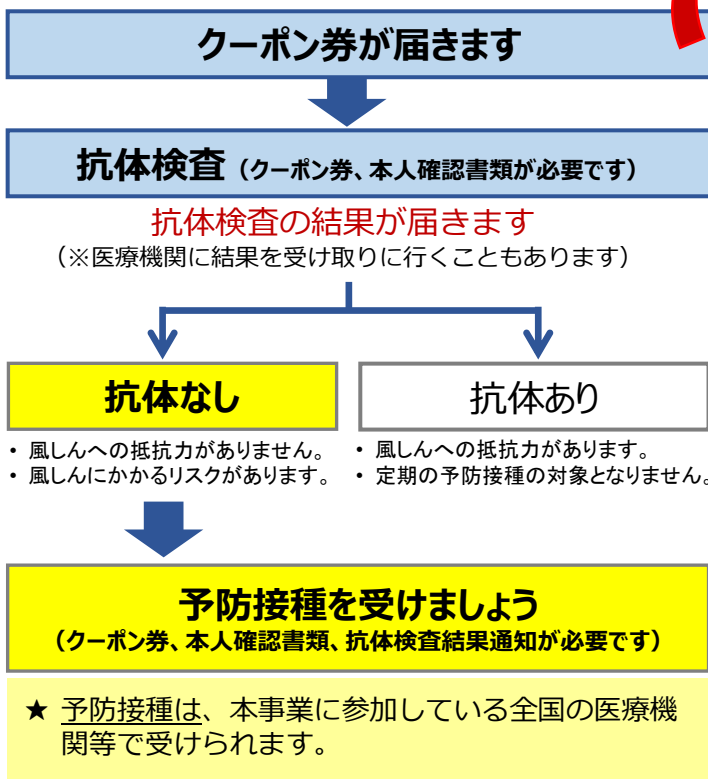 クーポン券が届きます
抗体検査（クーポン券、本人確認書類が必要です）
抗体検査の結果が届きます
（※医療機関に結果を受け取りに行くこともあります）
抗体なし
・風しんへの抵抗力がありません。
・風しんにかかるリスクがあります。
抗体あり
・風しんへの抵抗力があります。
・定期の予防接種の対象となりません。
予防接種を受けましょう
（クーポン券、本人確認書類、抗体検査結果通知が必要です）
★ 予防接種は、本事業に参加している全国の医療機
関等で受けられます。